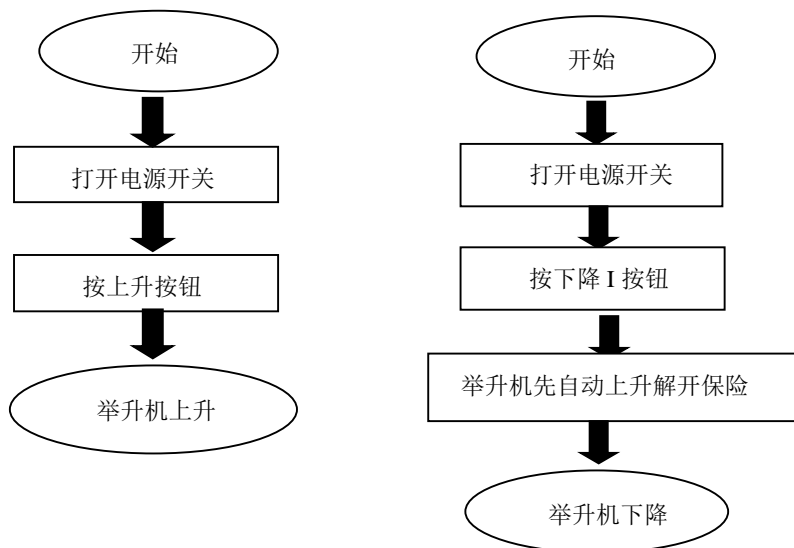 开始
打开电源开关
按上升按钮
举升机上升
开始
打开电源开关
按下降 I 按钮
举升机先自动上升解开保险
举升机下降